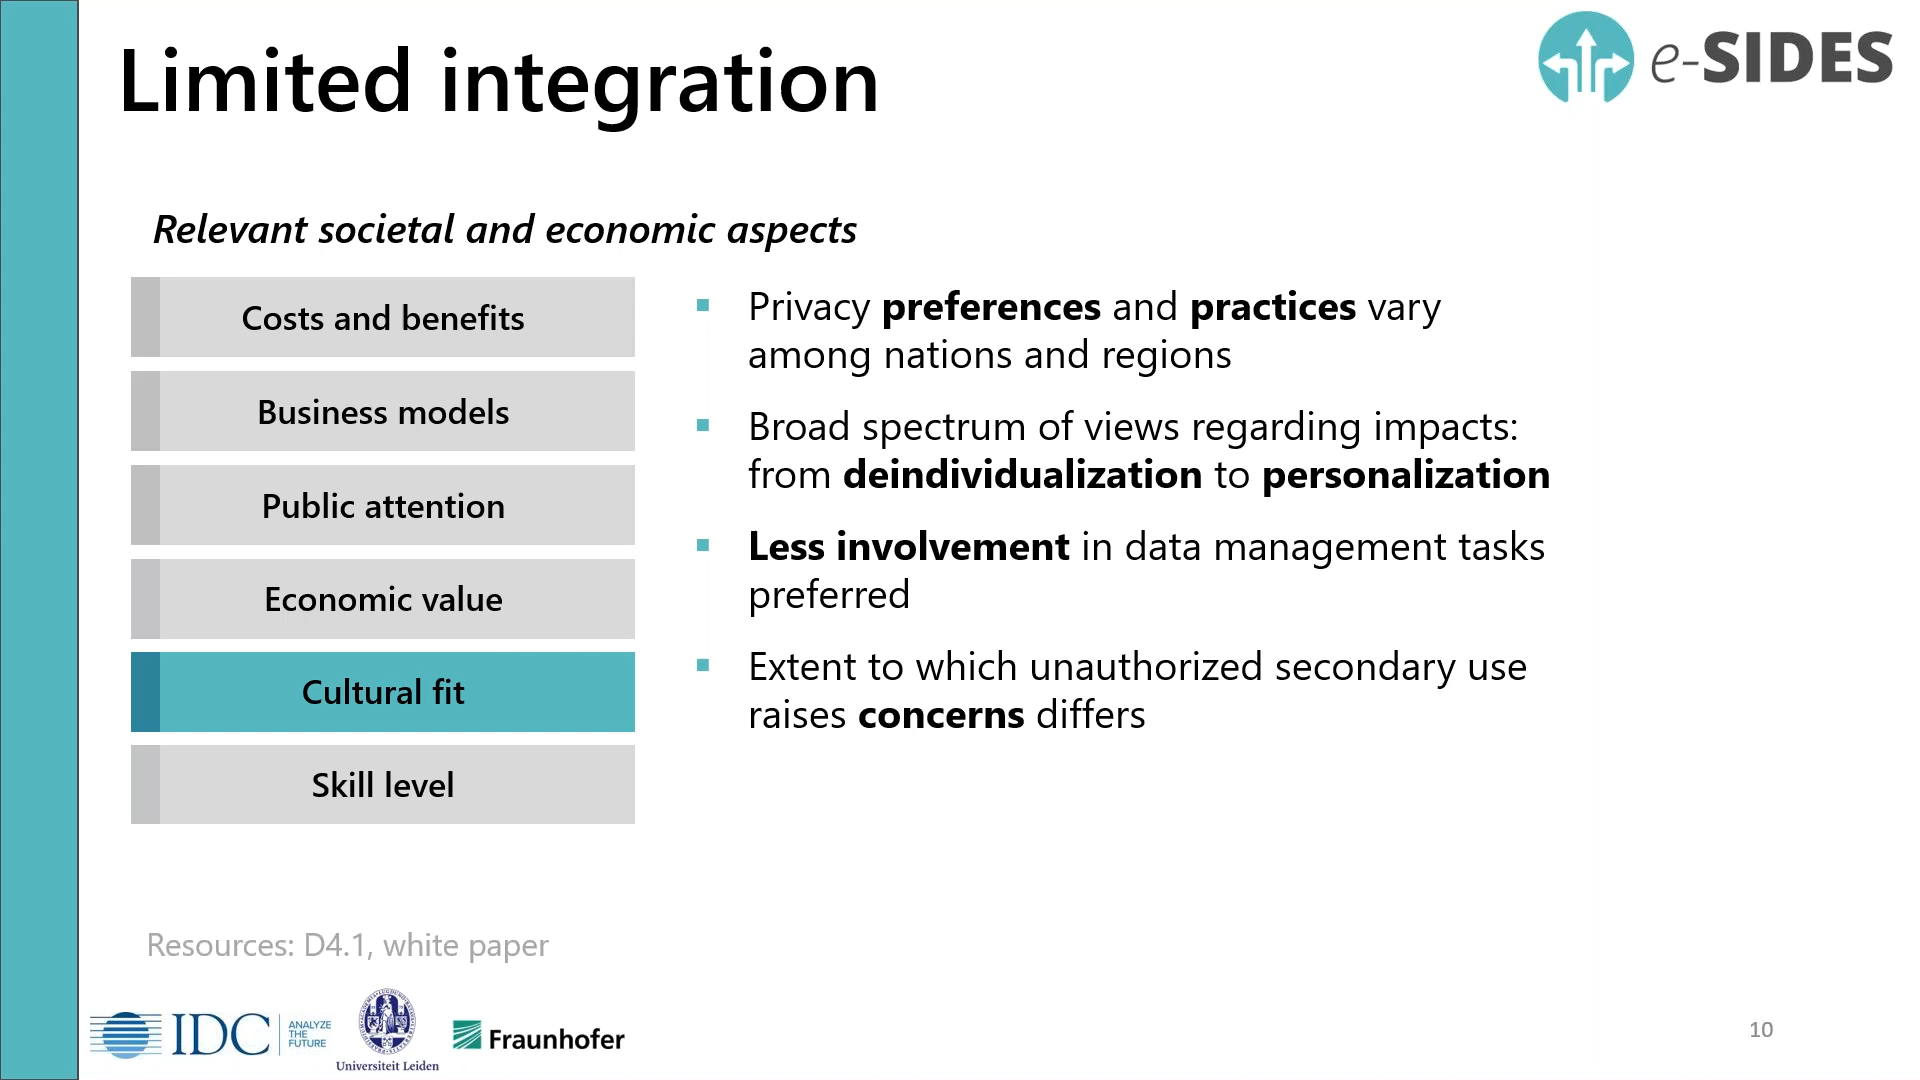 Limited integration
e-SIDES
Relevant societal and economic aspects
Costs and benefits
Business models
Public attention
Economic value
Cultural fit
Skill level
▪ Privacy preferences and practices vary
among nations and regions
▪ Broad spectrum of views regarding impacts:
from deindividualization to personalization
▪ Less involvement in data management tasks
preferred
▪ Extent to which unauthorized secondary use
raises concerns differs
Resources: D4.1, white paper
IDC
ANALYZE
THE
FUTURE
Universiteit Leiden
Fraunhofer
10